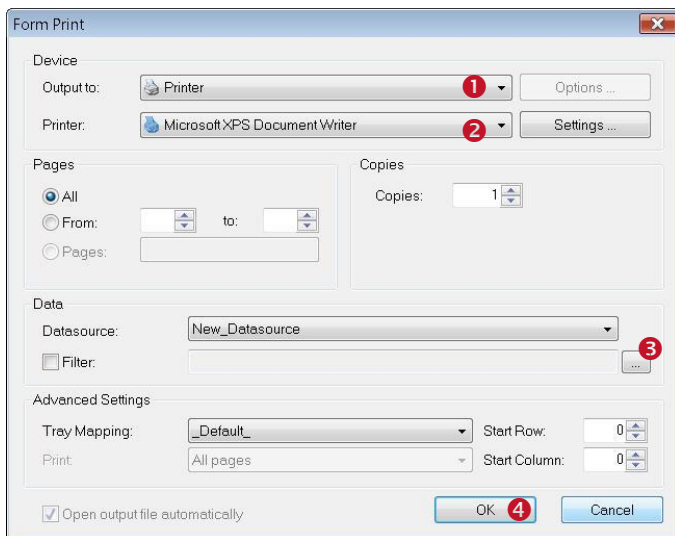 Form Print
Device
Output to: Printer 1 Options ...
Printer: Microsoft XPS Document Writer 2 Settings ...
Pages
All
From: to:
Pages:
Copies
Copies: 1
Data
Datasource: New_Datasource
Filter: ... 3
Advanced Settings
Tray Mapping: _Default_ Start Row: 0
Print: All pages Start Column: 0
Open output file automatically OK 4 Cancel